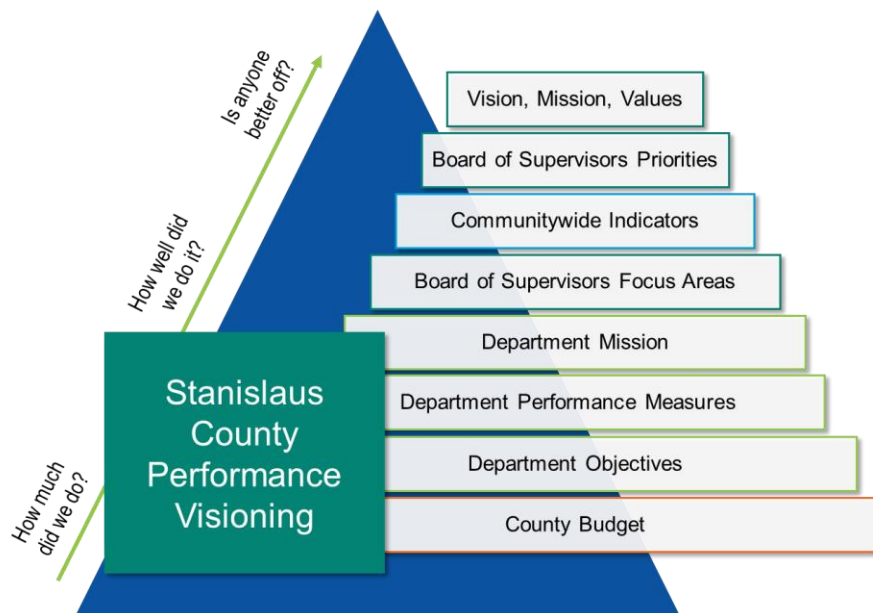 Is anyone
better off?
How well did
we do it?
How much
did we do?
Stanislaus
County
Performance
Visioning
Vision, Mission, Values
Board of Supervisors Priorities
Communitywide Indicators
Board of Supervisors Focus Areas
Department Mission
Department Performance Measures
Department Objectives
County Budget